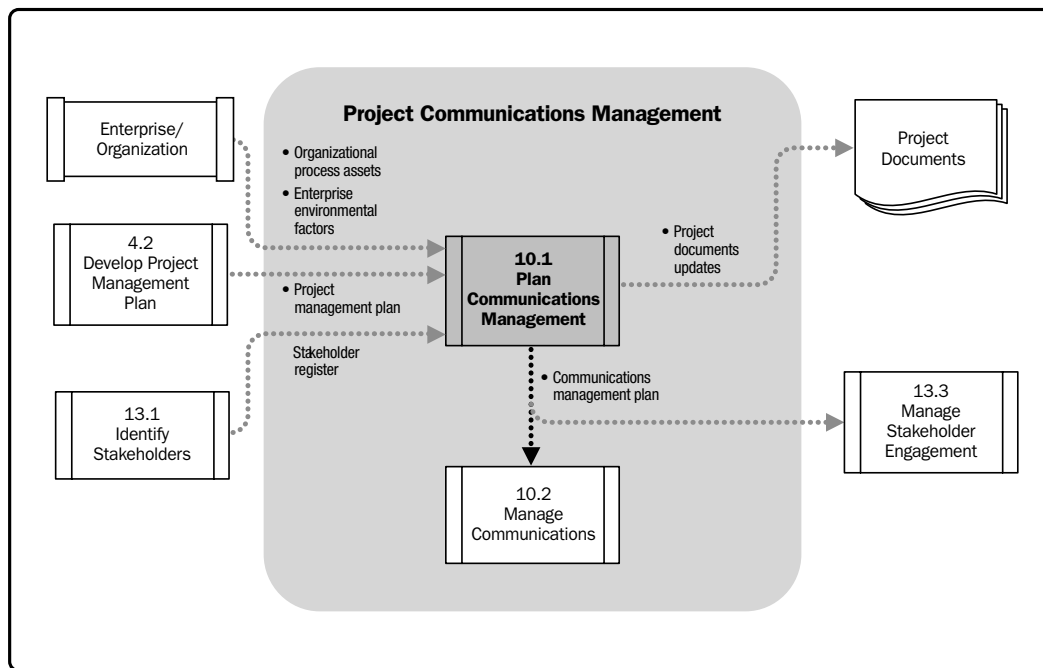 Project Communications Management
Enterprise/
Organization
• Organizational
process assets
• Enterprise
environmental
factors
Project
Documents
4.2
Develop Project
Management
Plan
• Project
management plan
10.1
Plan
Communications
Management
• Project
documents
updates
Stakeholder
register
13.1
Identify
Stakeholders
• Communications
management plan
13.3
Manage
Stakeholder
Engagement
10.2
Manage
Communications